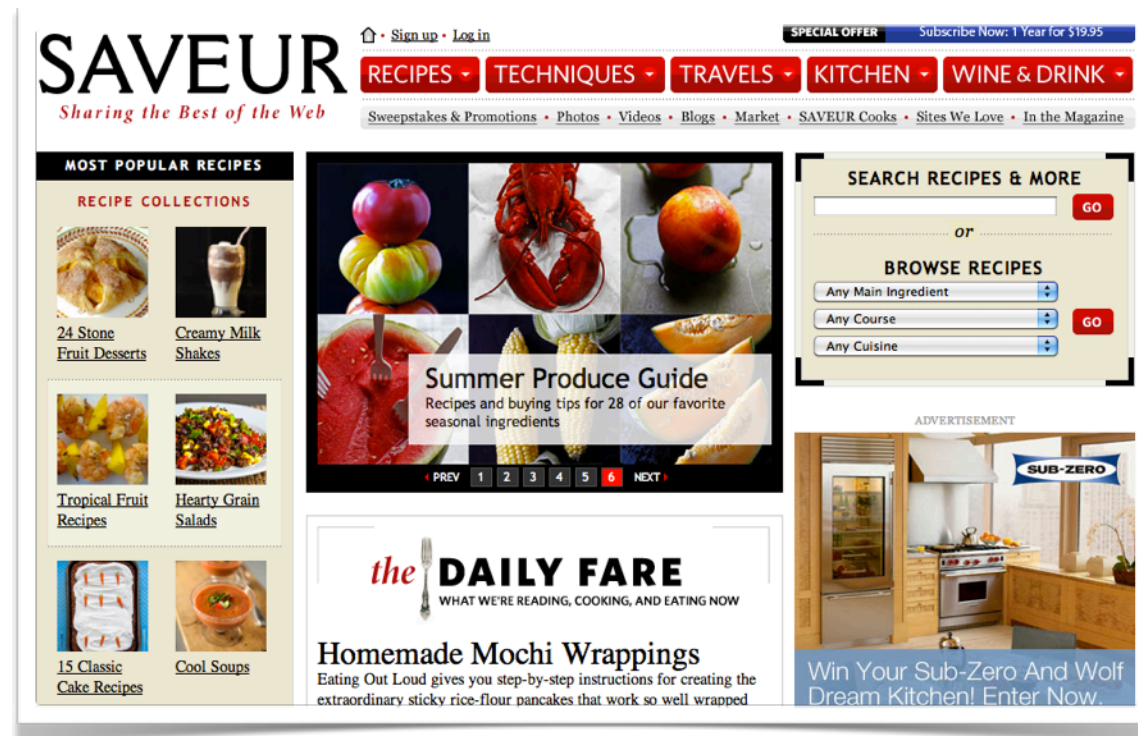 SAVEUR
Sharing the Best of the Web
• Sign up • Log in
SPECIAL OFFER Subscribe Now: 1 Year for $19.95
RECIPES TECHNIQUES TRAVELS KITCHEN WINE & DRINK
Sweepstakes & Promotions • Photos • Videos • Blogs • Market • SAVEUR Cooks • Sites We Love • In the Magazine
MOST POPULAR RECIPES
RECIPE COLLECTIONS
24 Stone
Fruit Desserts
Creamy Milk
Shakes
Tropical Fruit
Recipes
Hearty Grain
Salads
15 Classic
Cake Recipes
Cool Soups
Summer Produce Guide
Recipes and buying tips for 28 of our favorite
seasonal ingredients
PREV 1 2 3 4 5 6 NEXT
the DAILY FARE
WHAT WE'RE READING, COOKING, AND EATING NOW
Homemade Mochi Wrappings
Eating Out Loud gives you step-by-step instructions for creating the
extraordinary sticky rice-flour pancakes that work so well wrapped
SEARCH RECIPES & MORE
GO
or
BROWSE RECIPES
Any Main Ingredient
Any Course
GO
Any Cuisine
ADVERTISEMENT
SUB-ZERO
Win Your Sub-Zero And Wolf
Dream Kitchen! Enter Now.